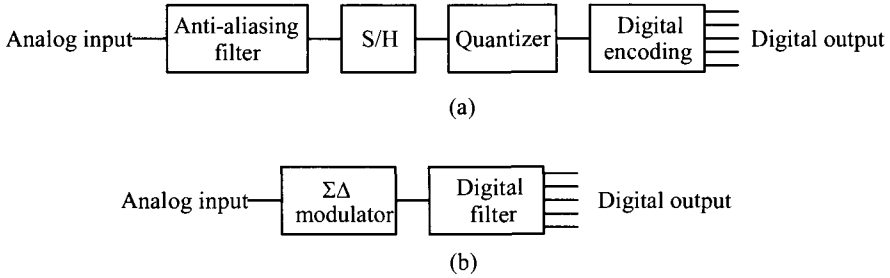 Analog input
Anti-aliasing
filter
S/H
Quantizer
Digital
encoding
Digital output
(a)
Analog input
ΣΔ
modulator
Digital
filter
Digital output
(b)